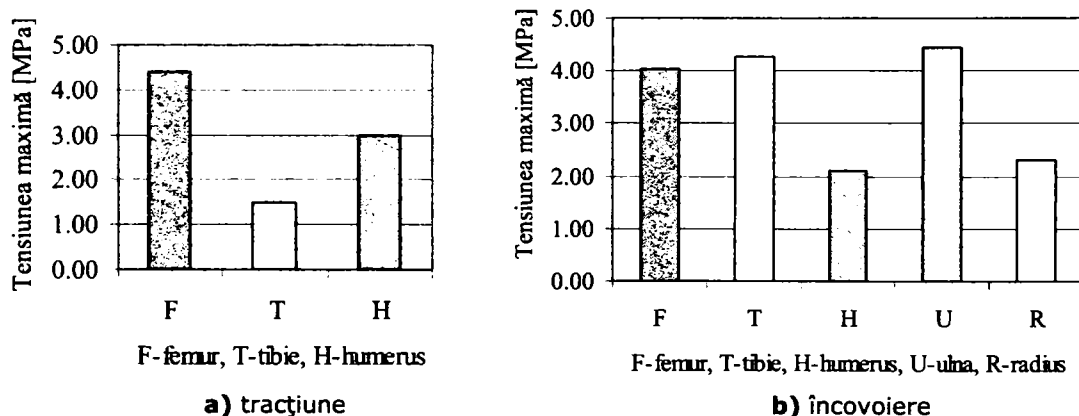 Tensiunea maximă [MPa]
5.00
4.00
3.00
2.00
1.00
0.00
F T H
F-femur, T-tibie, H-humerus
a) tracţiune
Tensiunea maximă [MPa]
5.00
4.00
3.00
2.00
1.00
0.00
F T H U R
F-femur, T-tibie, H-humerus, U-ulna, R-radius
b) încovoiere